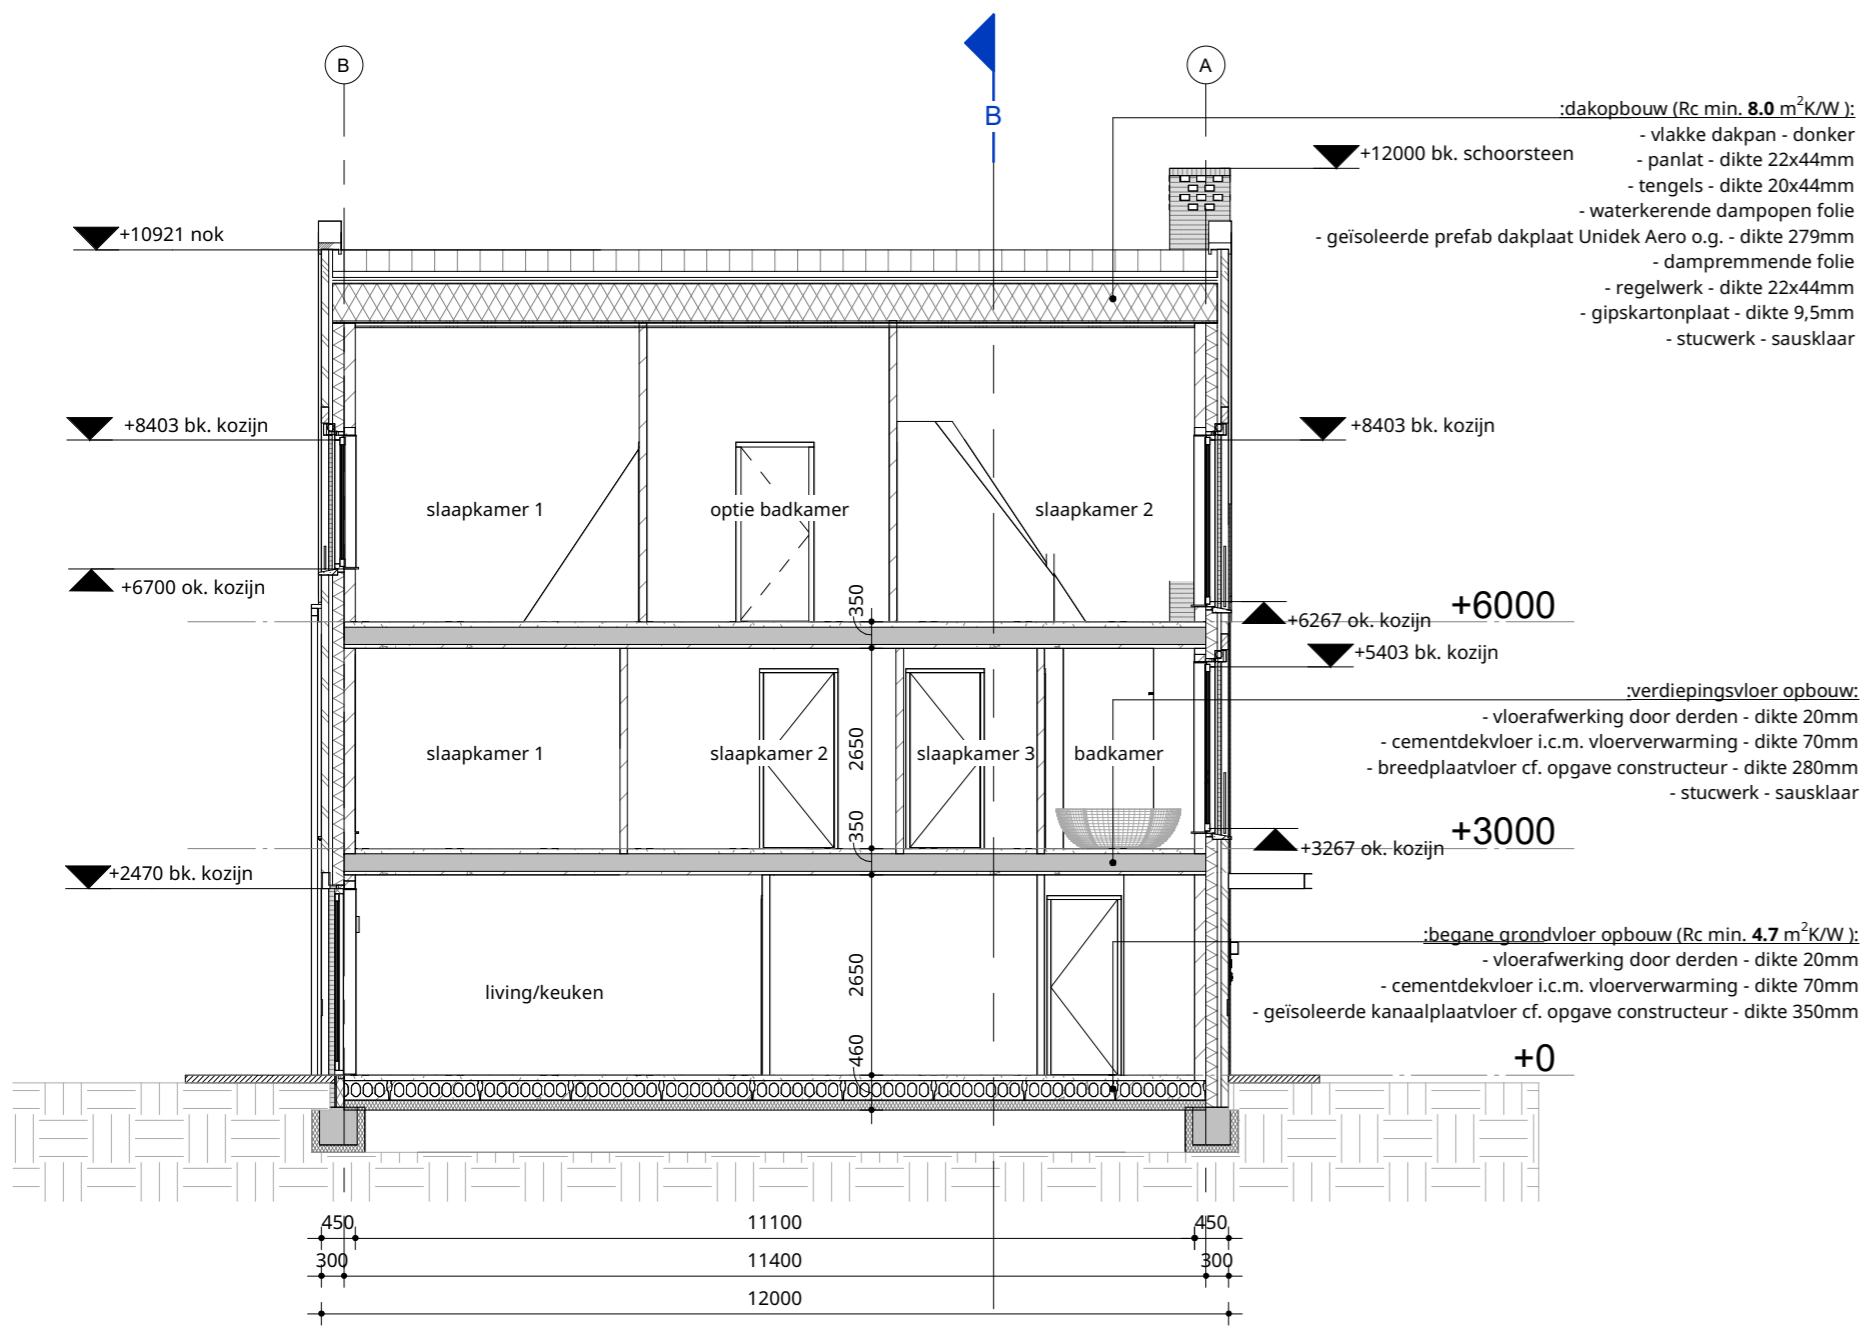 B
A
B
:dakopbouw (Rc min. 8.0 m²K/W ):
- vlakke dakpan - donker
- panlat - dikte 22x44mm
- tengels - dikte 20x44mm
- waterkerende dampopen folie
- geïsoleerde prefab dakplaat Unidek Aero o.g. - dikte 279mm
- dampremmende folie
- regelwerk - dikte 22x44mm
- gipskartonplaat - dikte 9,5mm
- stucwerk - sausklaar
+12000 bk. schoorsteen
+10921 nok
+8403 bk. kozijn
+8403 bk. kozijn
slaapkamer 1
optie badkamer
slaapkamer 2
+6700 ok. kozijn
350
+6267 ok. kozijn
+6000
+5403 bk. kozijn
:verdiepingsvloer opbouw:
- vloerafwerking door derden - dikte 20mm
- cementdekvloer i.c.m. vloerverwarming - dikte 70mm
- breedplaatvloer cf. opgave constructeur - dikte 280mm
- stucwerk - sausklaar
slaapkamer 1
slaapkamer 2
2650
slaapkamer 3
badkamer
350
+3267 ok. kozijn
+3000
+2470 bk. kozijn
:begane grondvloer opbouw (Rc min. 4.7 m²K/W ):
- vloerafwerking door derden - dikte 20mm
- cementdekvloer i.c.m. vloerverwarming - dikte 70mm
- geïsoleerde kanaalplaatvloer cf. opgave constructeur - dikte 350mm
living/keuken
2650
460
+0
450
11100
450
300
11400
300
12000